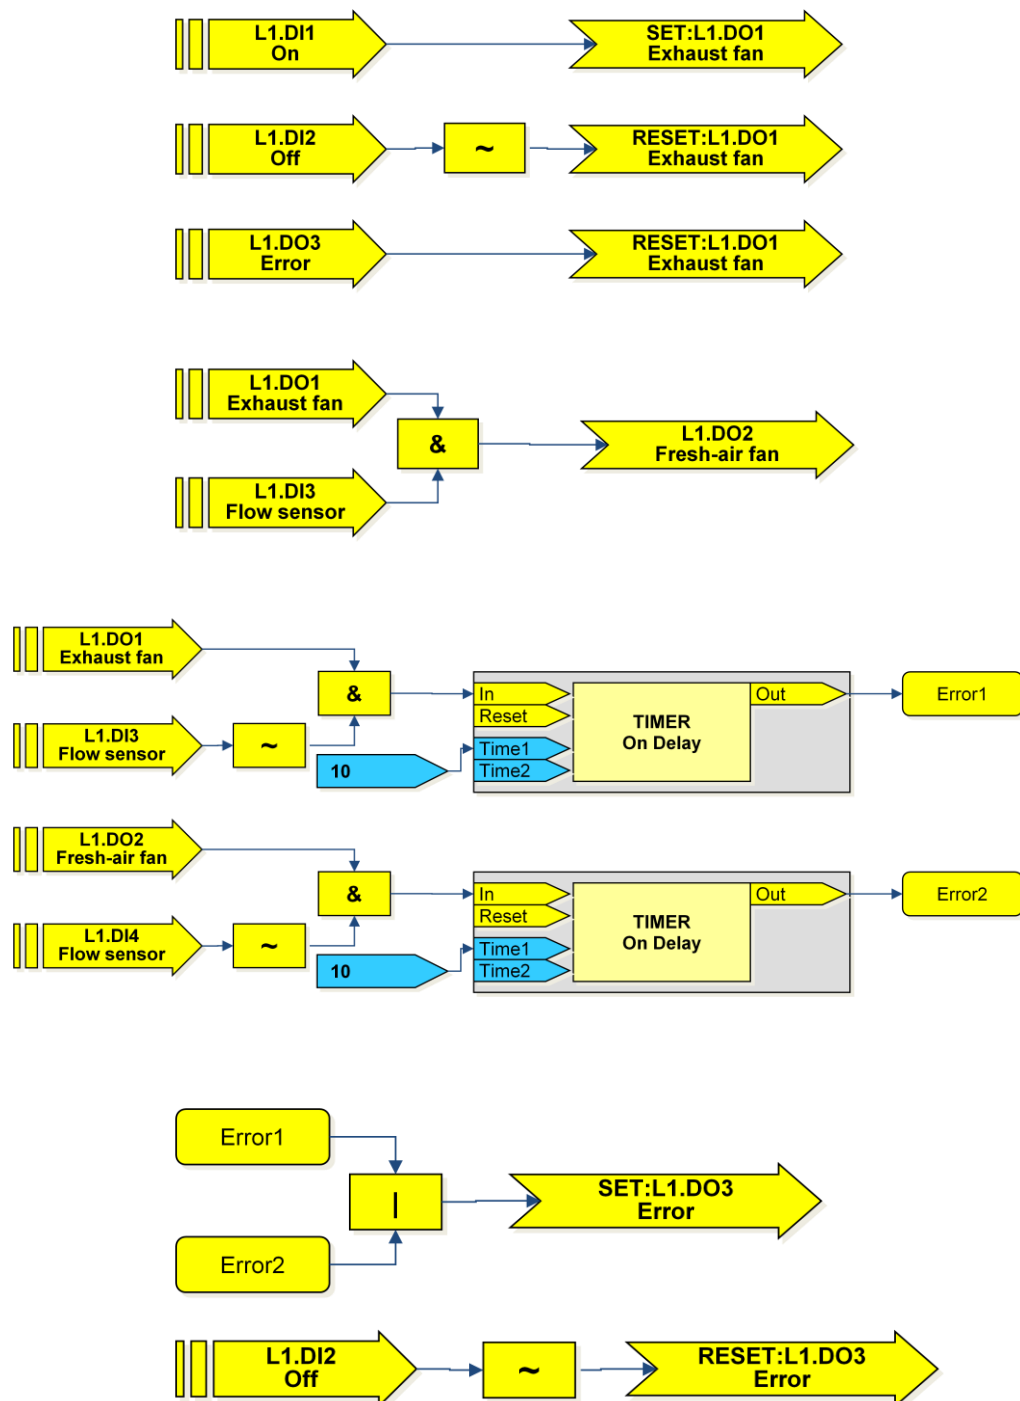 L1.DI1
On
SET:L1.DO1
Exhaust fan
L1.DI2
Off
~
RESET:L1.DO1
Exhaust fan
L1.DO3
Error
RESET:L1.DO1
Exhaust fan
L1.DO1
Exhaust fan
&
L1.DO2
Fresh-air fan
L1.DI3
Flow sensor
L1.DO1
Exhaust fan
&
L1.DI3
Flow sensor
~
10
In
Reset
Time1
Time2
TIMER
On Delay
Out
Error1
L1.DO2
Fresh-air fan
&
L1.DI4
Flow sensor
~
10
In
Reset
Time1
Time2
TIMER
On Delay
Out
Error2
Error1
|
SET:L1.DO3
Error
Error2
L1.DI2
Off
~
RESET:L1.DO3
Error